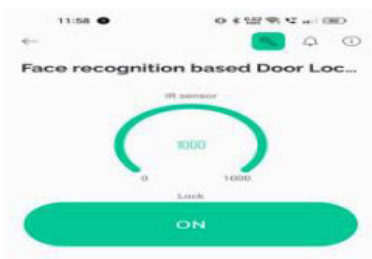 11:58
Face recognition based Door Loc...
IR sensor
1000
0 1000
Lock
ON